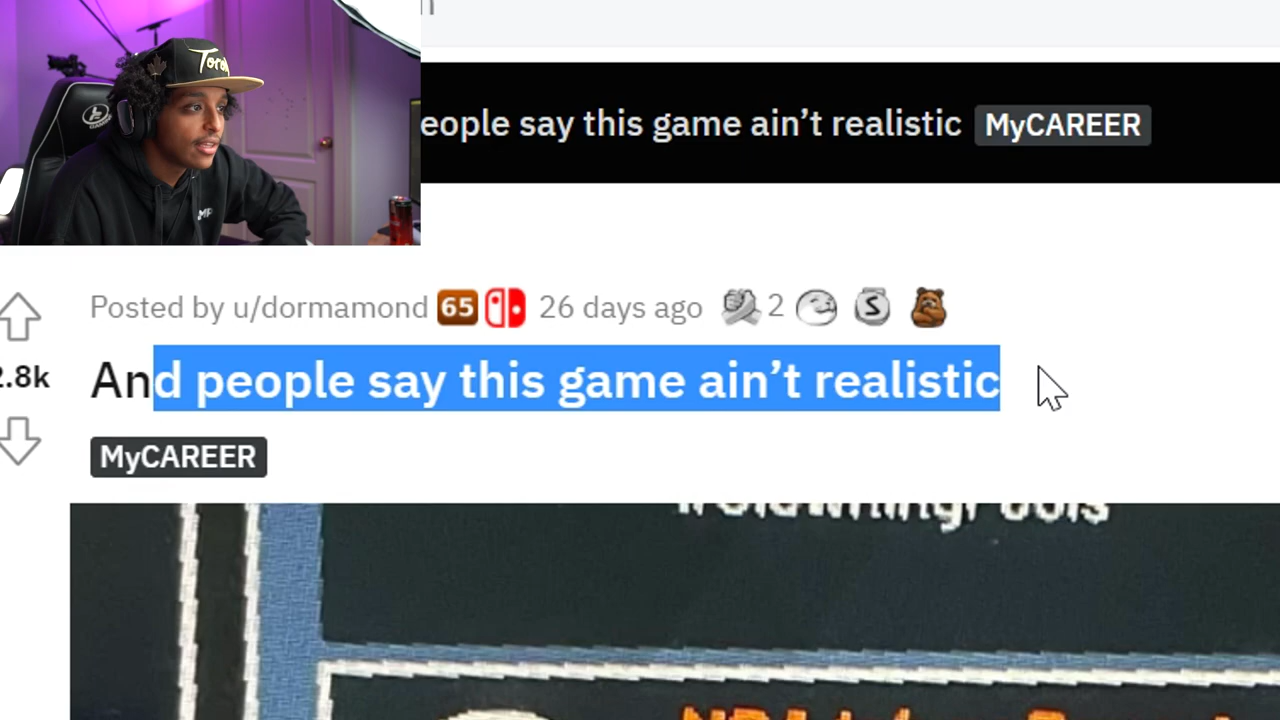 eople say this game ain't realistic MyCAREER
Posted by u/dormamond 65 26 days ago 2 S
2.8k
And people say this game ain't realistic
MyCAREER